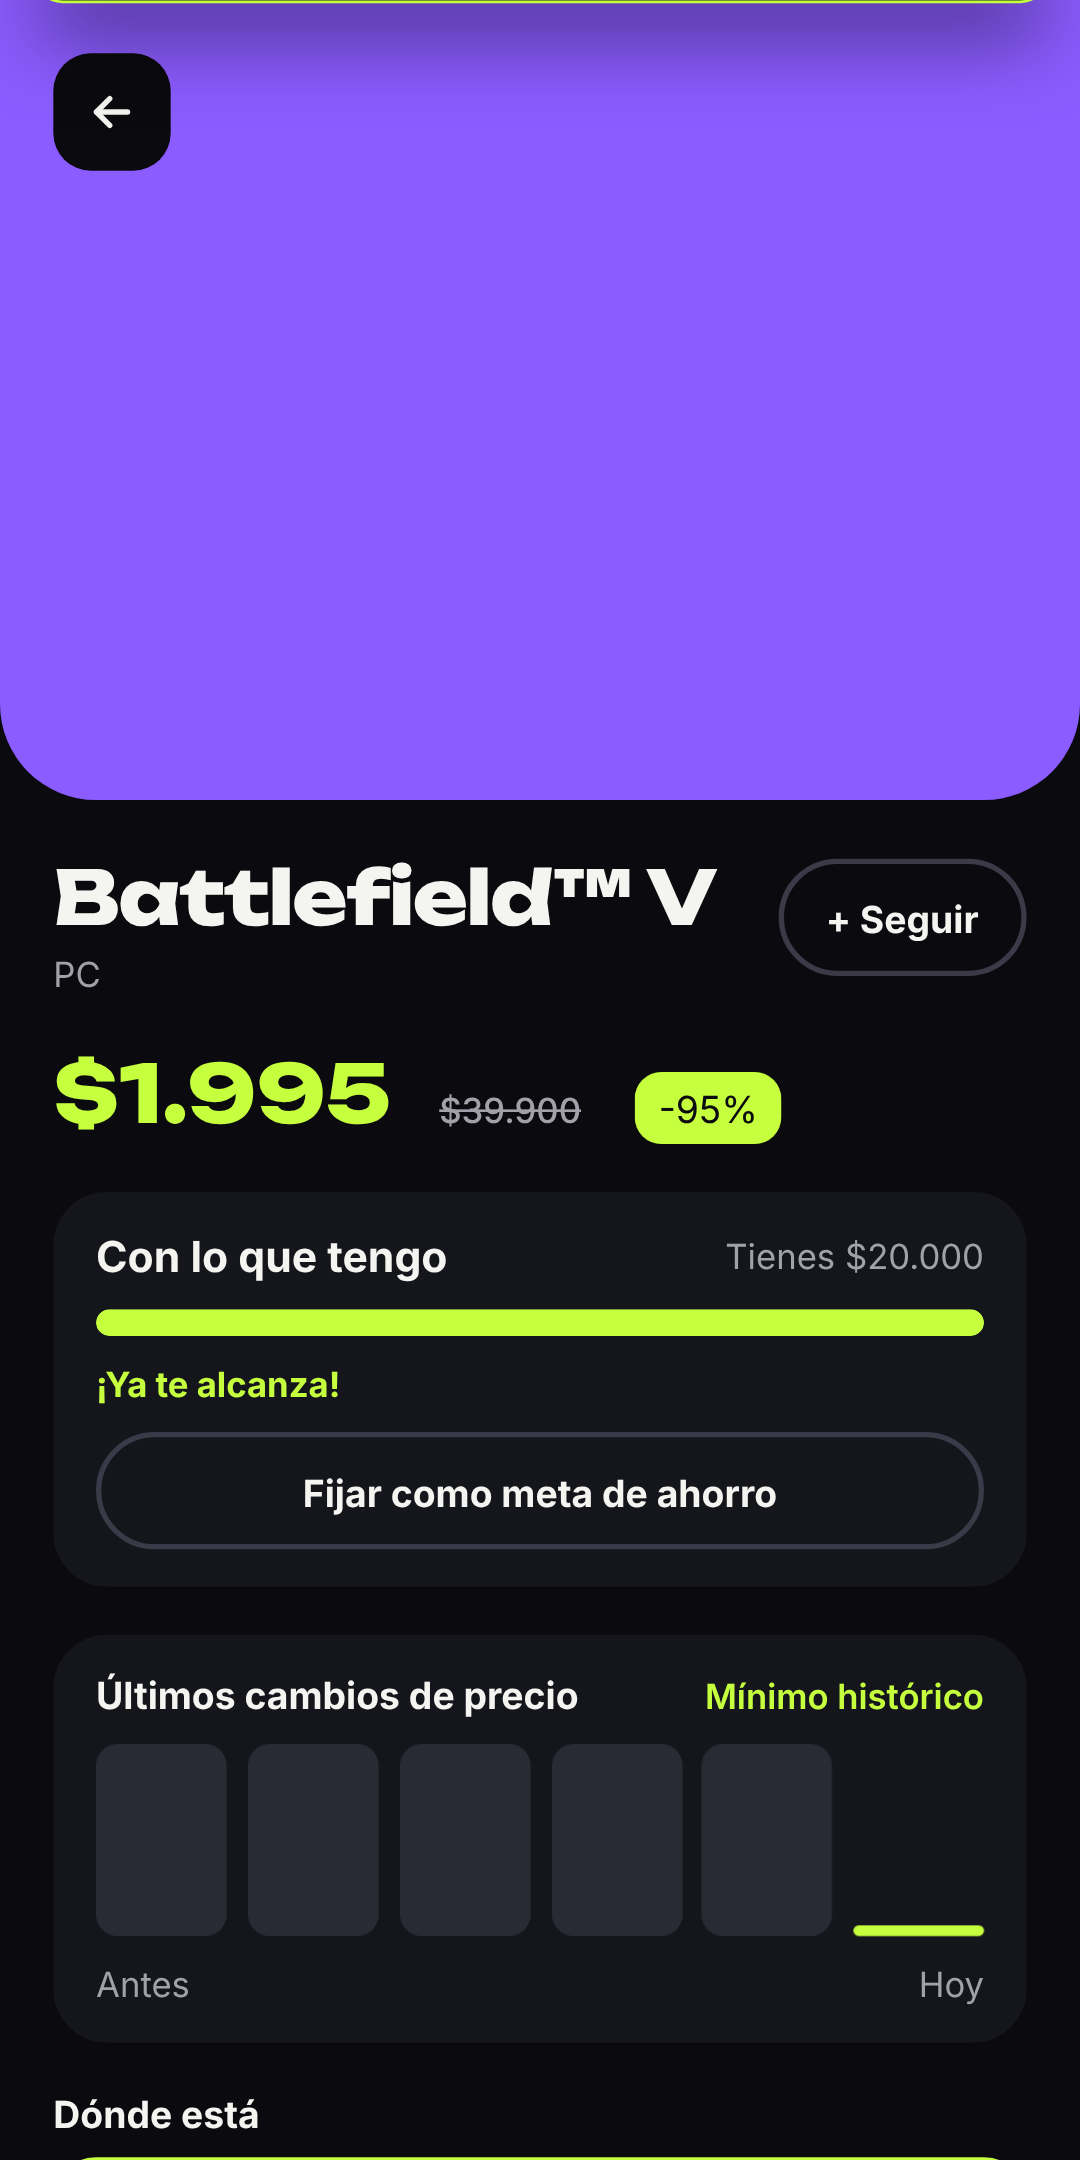 Battlefield™ V
+ Seguir
PC
$1.995
$39.900
-95%
Con lo que tengo
Tienes $20.000
¡Ya te alcanza!
Fijar como meta de ahorro
Últimos cambios de precio
Mínimo histórico
Antes
Hoy
Dónde está